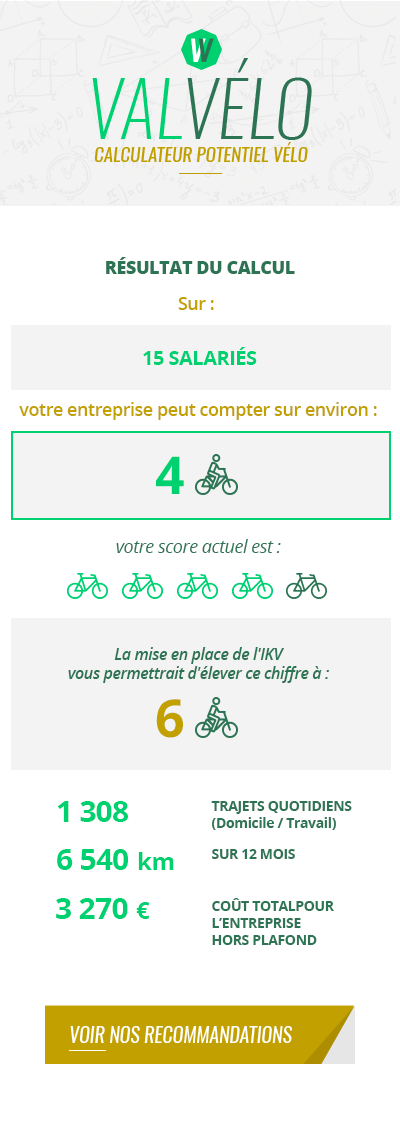 W
VALVÉLO
CALCULATEUR POTENTIEL VÉLO
RÉSULTAT DU CALCUL
Sur :
15 SALARIÉS
votre entreprise peut compter sur environ :
4
votre score actuel est :
La mise en place de l'IKV
vous permettrait d'élever ce chiffre à :
6
1 308
TRAJETS QUOTIDIENS
(Domicile / Travail)
6 540 km
SUR 12 MOIS
3 270 €
COÛT TOTALPOUR
L’ENTREPRISE
HORS PLAFOND
VOIR NOS RECOMMANDATIONS